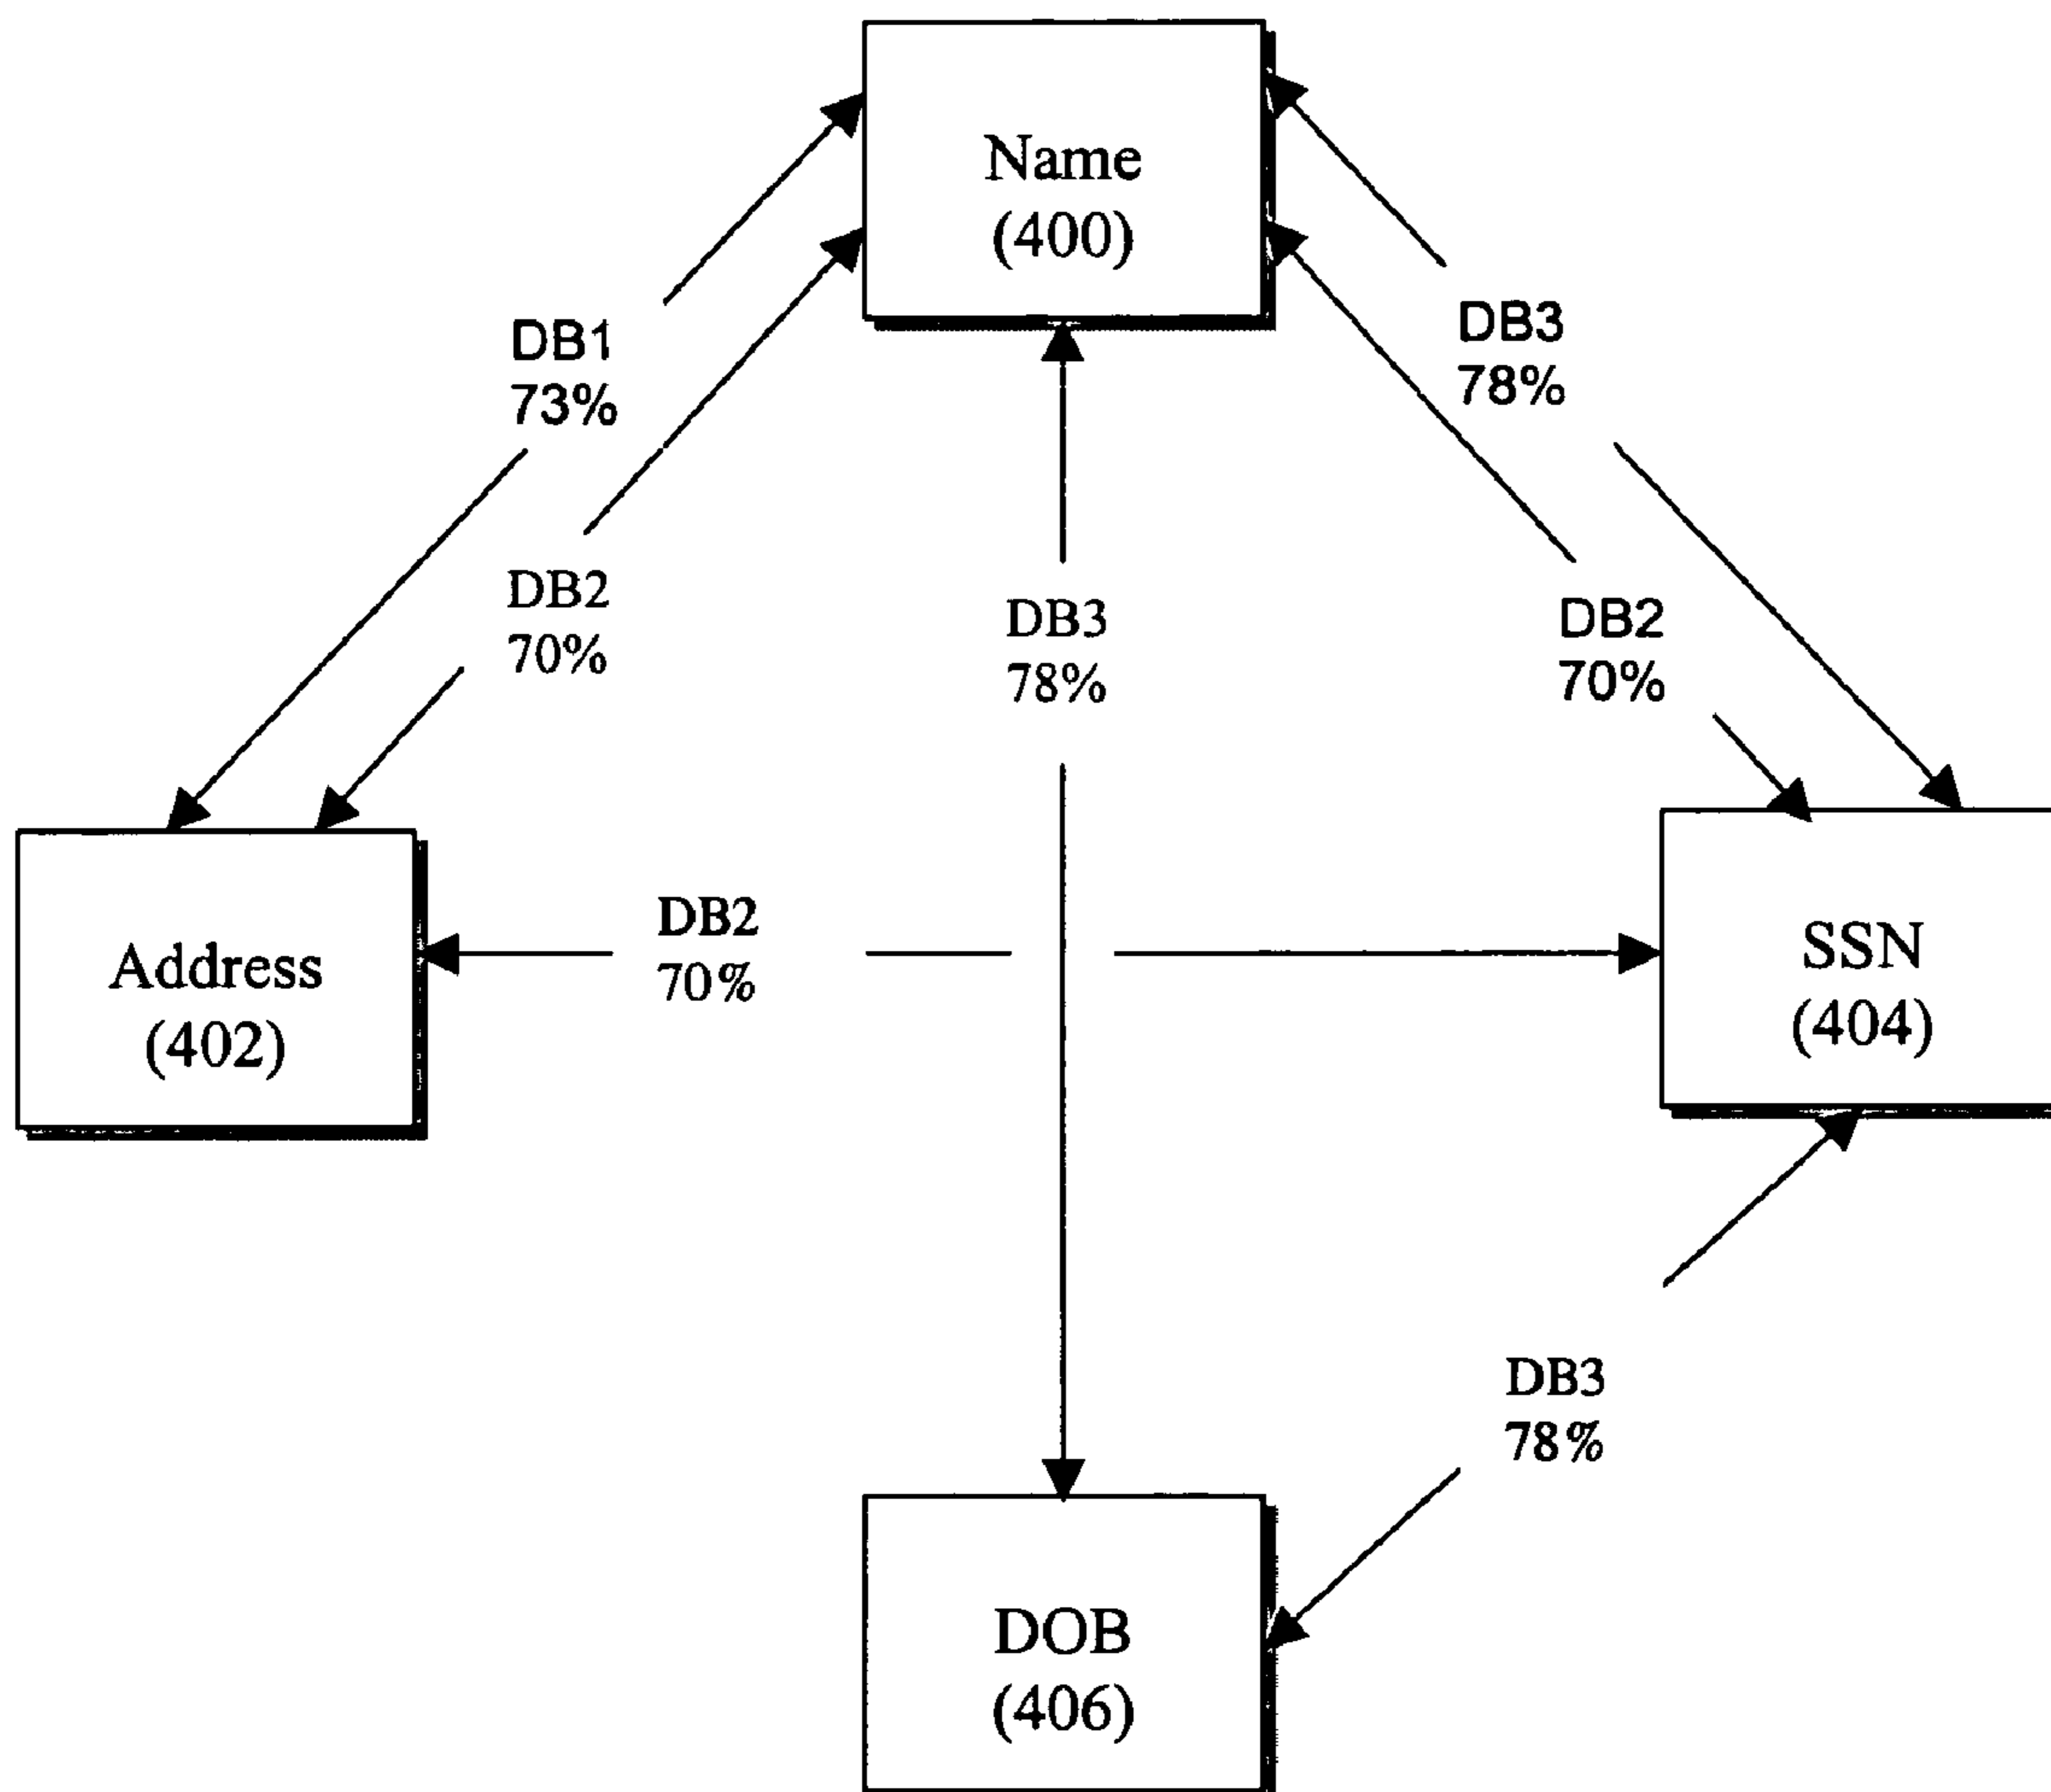 Name
(400)
DB1
73%
DB3
78%
DB2
70%
DB3
78%
DB2
70%
Address
(402)
DB2
70%
SSN
(404)
DB3
78%
DOB
(406)